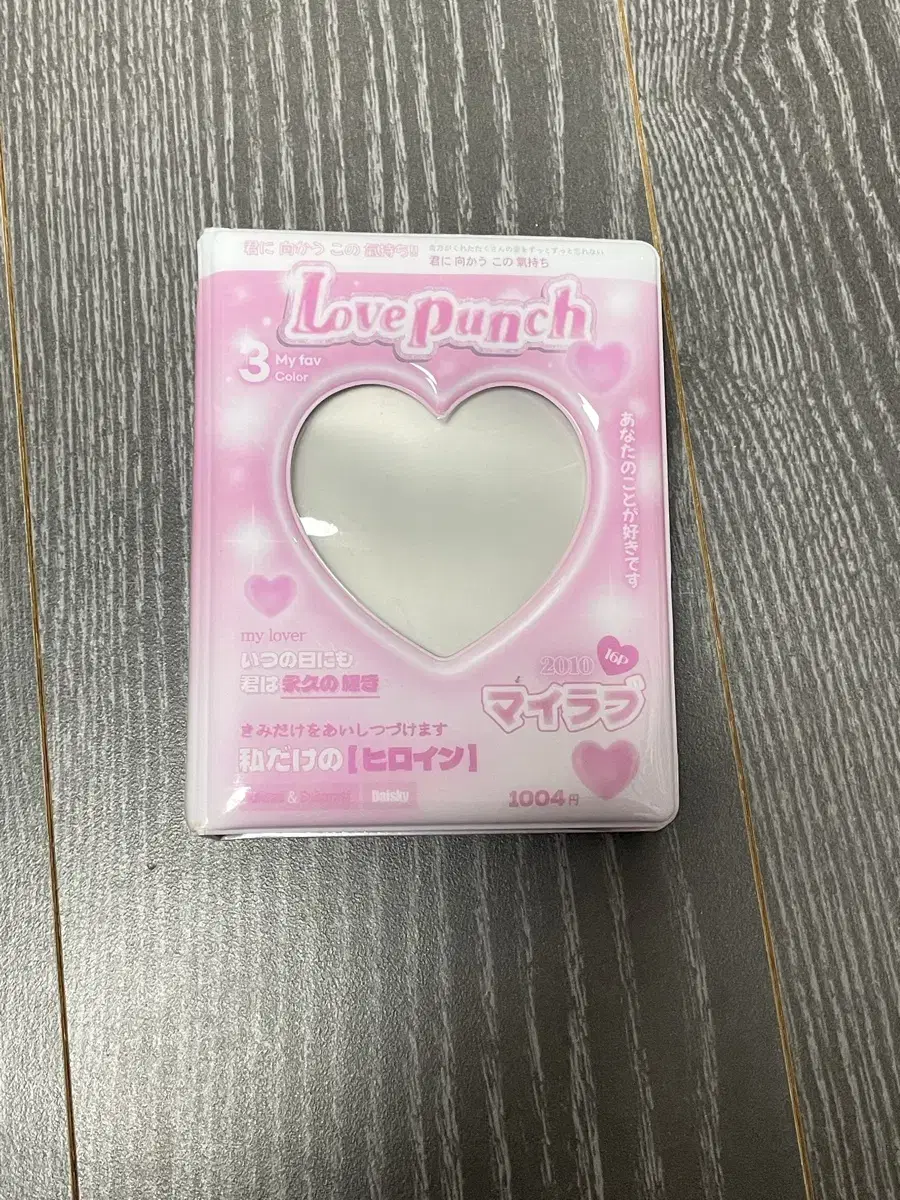 君に 向かう この 氣持ち!!
君に 向かう この 氣持ち
Love punch
3 My fav
Color
あなたのことが好きです
my lover
いつの日にも
君は 永久の 輝き
2010 16P
マイラブ
きみだけをあいしつづけます
私だけの【ヒロイン】
& Daisky
1004円